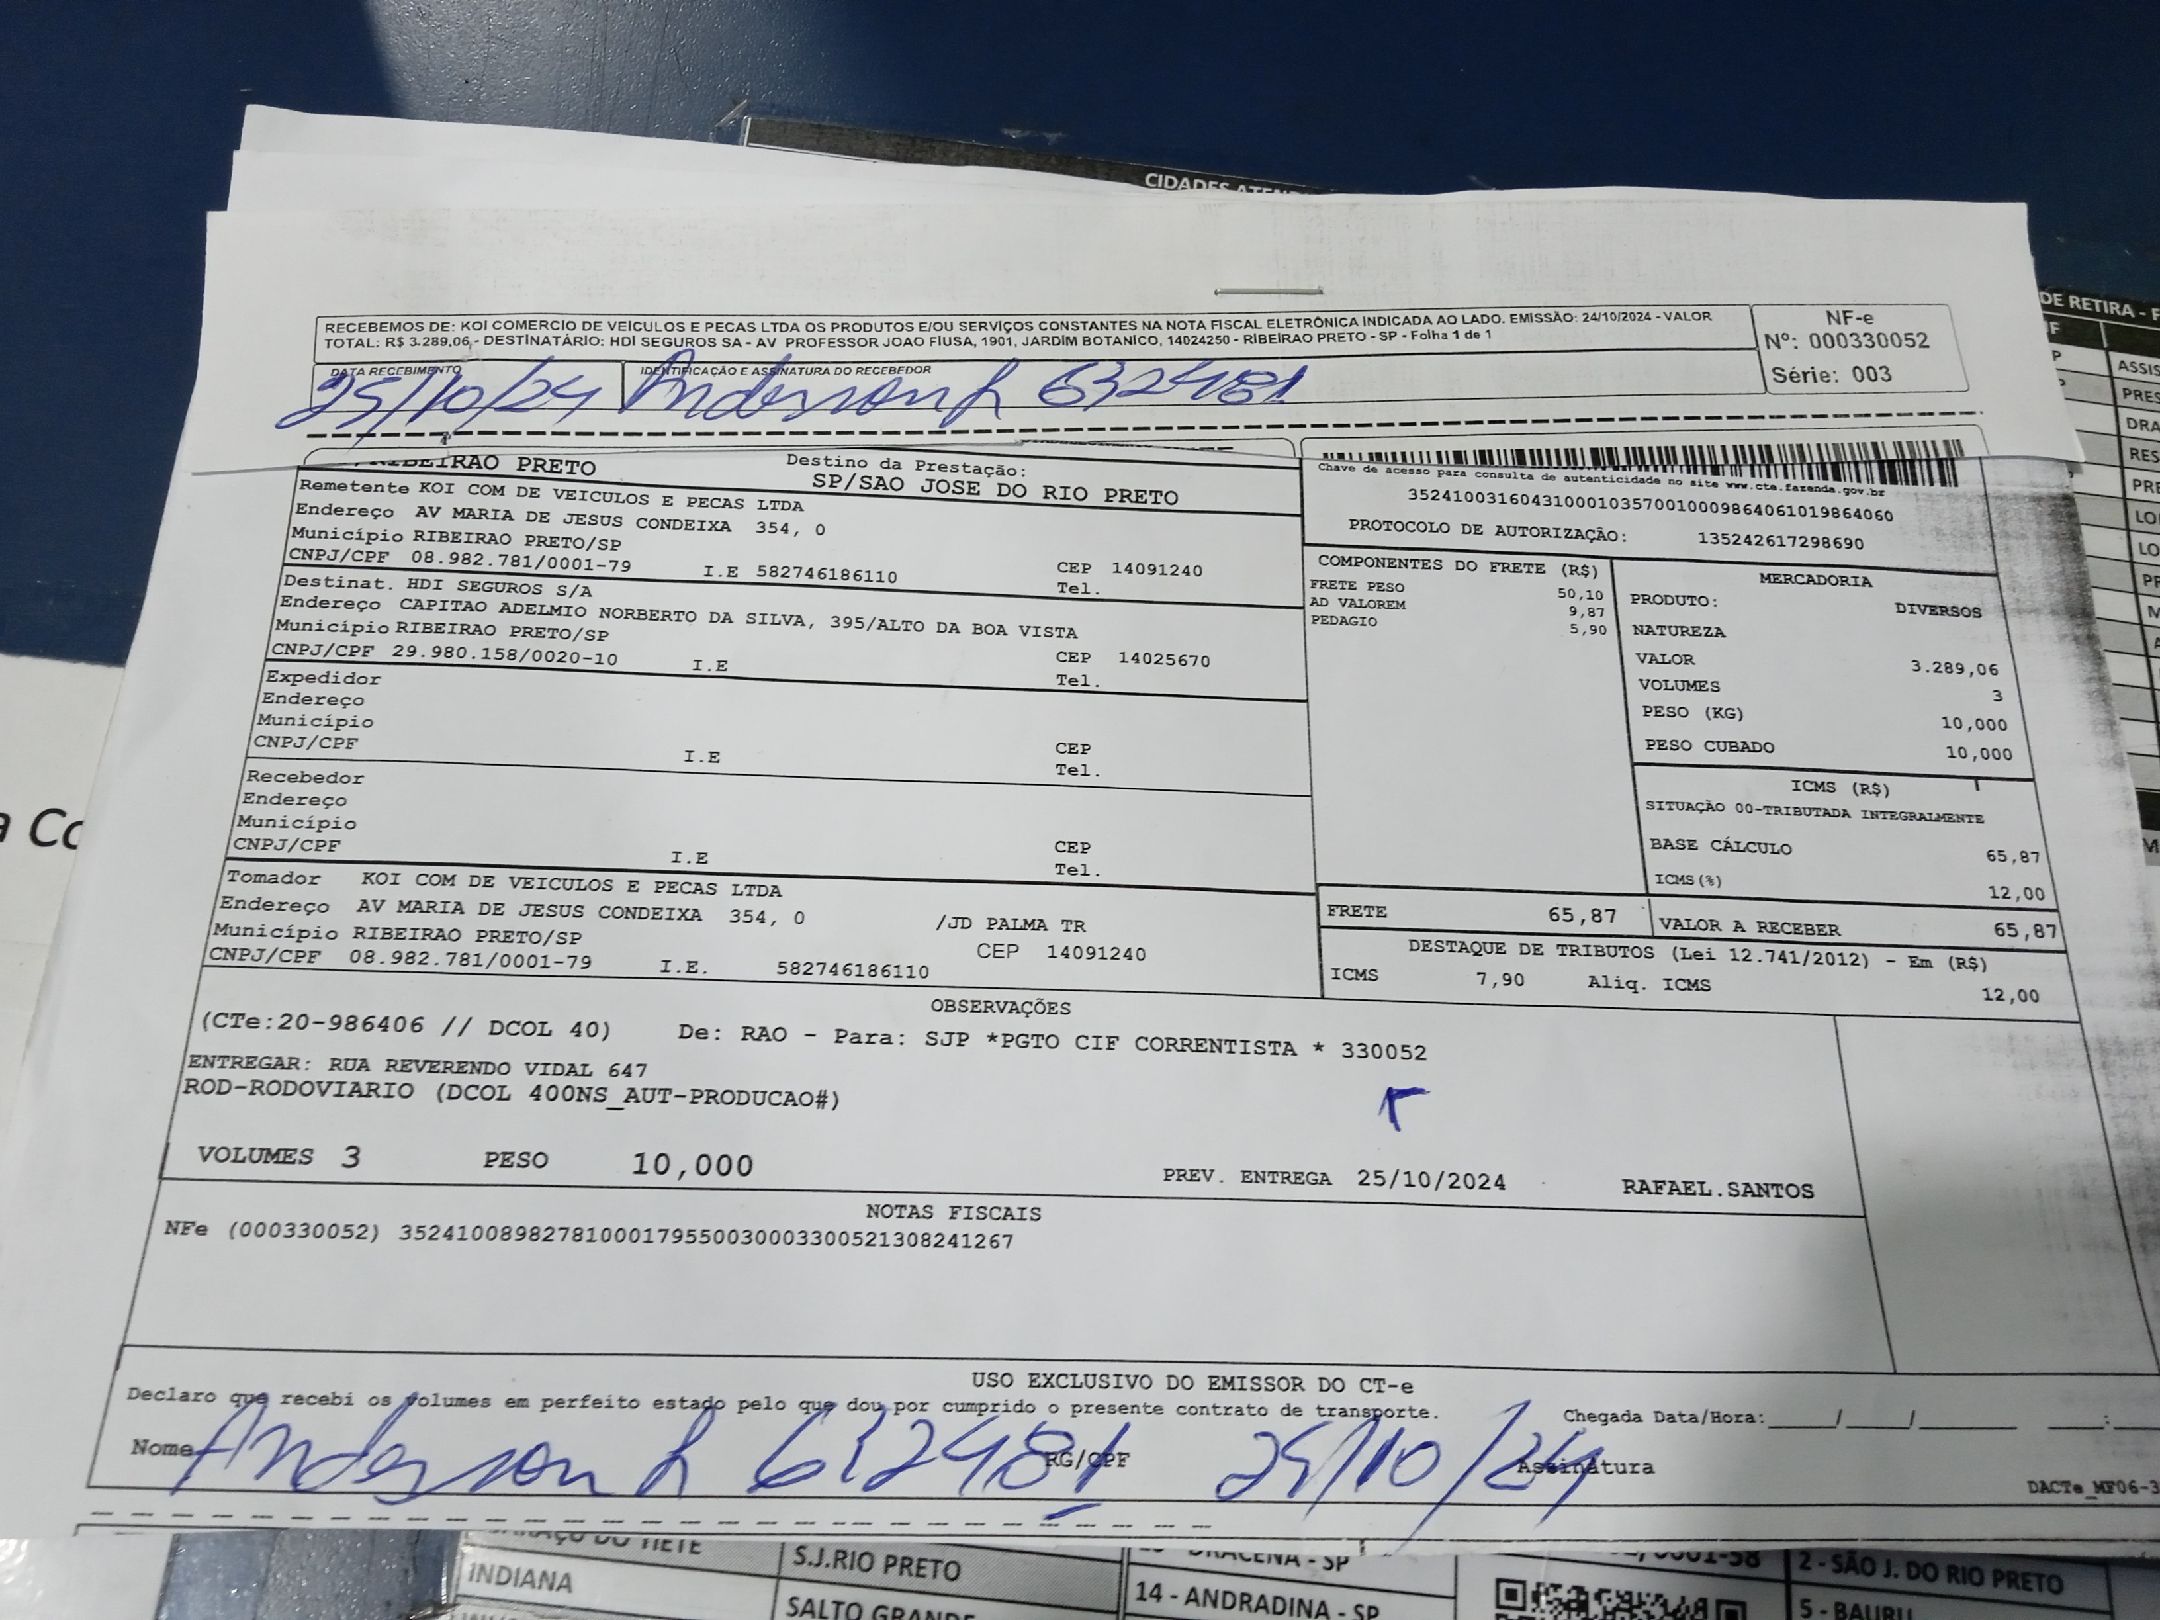 CIDADES
DE RETIRA - F
RECEBEMOS DE: KOI COMERCIO DE VEICULOS E PECAS LTDA OS PRODUTOS E/OU SERVIÇOS CONSTANTES NA NOTA FISCAL ELETRÔNICA INDICADA AO LADO. EMISSÃO: 24/10/2024 - VALOR
TOTAL: R$ 3.289,06 - DESTINATÁRIO: HDI SEGUROS SA - AV PROFESSOR JOAO FIUSA, 1901, JARDIM BOTANICO, 14024250 - RIBEIRAO PRETO - SP - Folha 1 de 1
NF-e
Nº: 000330052
Série: 003
DATA RECEBIMENTO
IDENTIFICAÇÃO E ASSINATURA DO RECEBEDOR
25/10/24 Anderson R 632481
RIBEIRAO PRETO
Destino da Prestação:
SP/SAO JOSE DO RIO PRETO
Remetente KOI COM DE VEICULOS E PECAS LTDA
Endereço AV MARIA DE JESUS CONDEIXA 354, 0
Município RIBEIRAO PRETO/SP
CNPJ/CPF 08.982.781/0001-79 I.E 582746186110 CEP 14091240
Tel.
Destinat. HDI SEGUROS S/A
Endereço CAPITAO ADELMIO NORBERTO DA SILVA, 395/ALTO DA BOA VISTA
Município RIBEIRAO PRETO/SP
CNPJ/CPF 29.980.158/0020-10 I.E CEP 14025670
Tel.
Expedidor
Endereço
Município
CNPJ/CPF I.E CEP
Tel.
Recebedor
Endereço
Município
CNPJ/CPF I.E CEP
Tel.
Tomador KOI COM DE VEICULOS E PECAS LTDA
Endereço AV MARIA DE JESUS CONDEIXA 354, 0 /JD PALMA TR
Município RIBEIRAO PRETO/SP CEP 14091240
CNPJ/CPF 08.982.781/0001-79 I.E. 582746186110
Chave de acesso para consulta de autenticidade no site www.cte.fazenda.gov.br
35241003160431000103570010009864061019864060
PROTOCOLO DE AUTORIZAÇÃO: 135242617298690
COMPONENTES DO FRETE (R$)
FRETE PESO 50,10
AD VALOREM 9,87
PEDAGIO 5,90
MERCADORIA
PRODUTO: DIVERSOS
NATUREZA
VALOR 3.289,06
VOLUMES 3
PESO (KG) 10,000
PESO CUBADO 10,000
ICMS (R$)
SITUAÇÃO 00-TRIBUTADA INTEGRALMENTE
BASE CÁLCULO 65,87
ICMS(%) 12,00
FRETE 65,87 VALOR A RECEBER 65,87
DESTAQUE DE TRIBUTOS (Lei 12.741/2012) - Em (R$)
ICMS 7,90 Aliq. ICMS 12,00
OBSERVAÇÕES
(CTe:20-986406 // DCOL 40) De: RAO - Para: SJP *PGTO CIF CORRENTISTA * 330052
ENTREGAR: RUA REVERENDO VIDAL 647
ROD-RODOVIARIO (DCOL 400NS_AUT-PRODUCAO#)
VOLUMES 3 PESO 10,000 PREV. ENTREGA 25/10/2024 RAFAEL.SANTOS
NOTAS FISCAIS
NFe (000330052) 35241008982781000179550030003300521308241267
USO EXCLUSIVO DO EMISSOR DO CT-e
Declaro que recebi os volumes em perfeito estado pelo que dou por cumprido o presente contrato de transporte.
Chegada Data/Hora:____/____/______ ___:
Nome Anderson R 632481 RG/CPF 25/10/24 Assinatura
DACTe_MF06-3
INDIANA
S.J.RIO PRETO
SALTO GRANDE
DRACENA - SP
14 - ANDRADINA - SP
2 - SÃO J. DO RIO PRETO
5 - BAURU